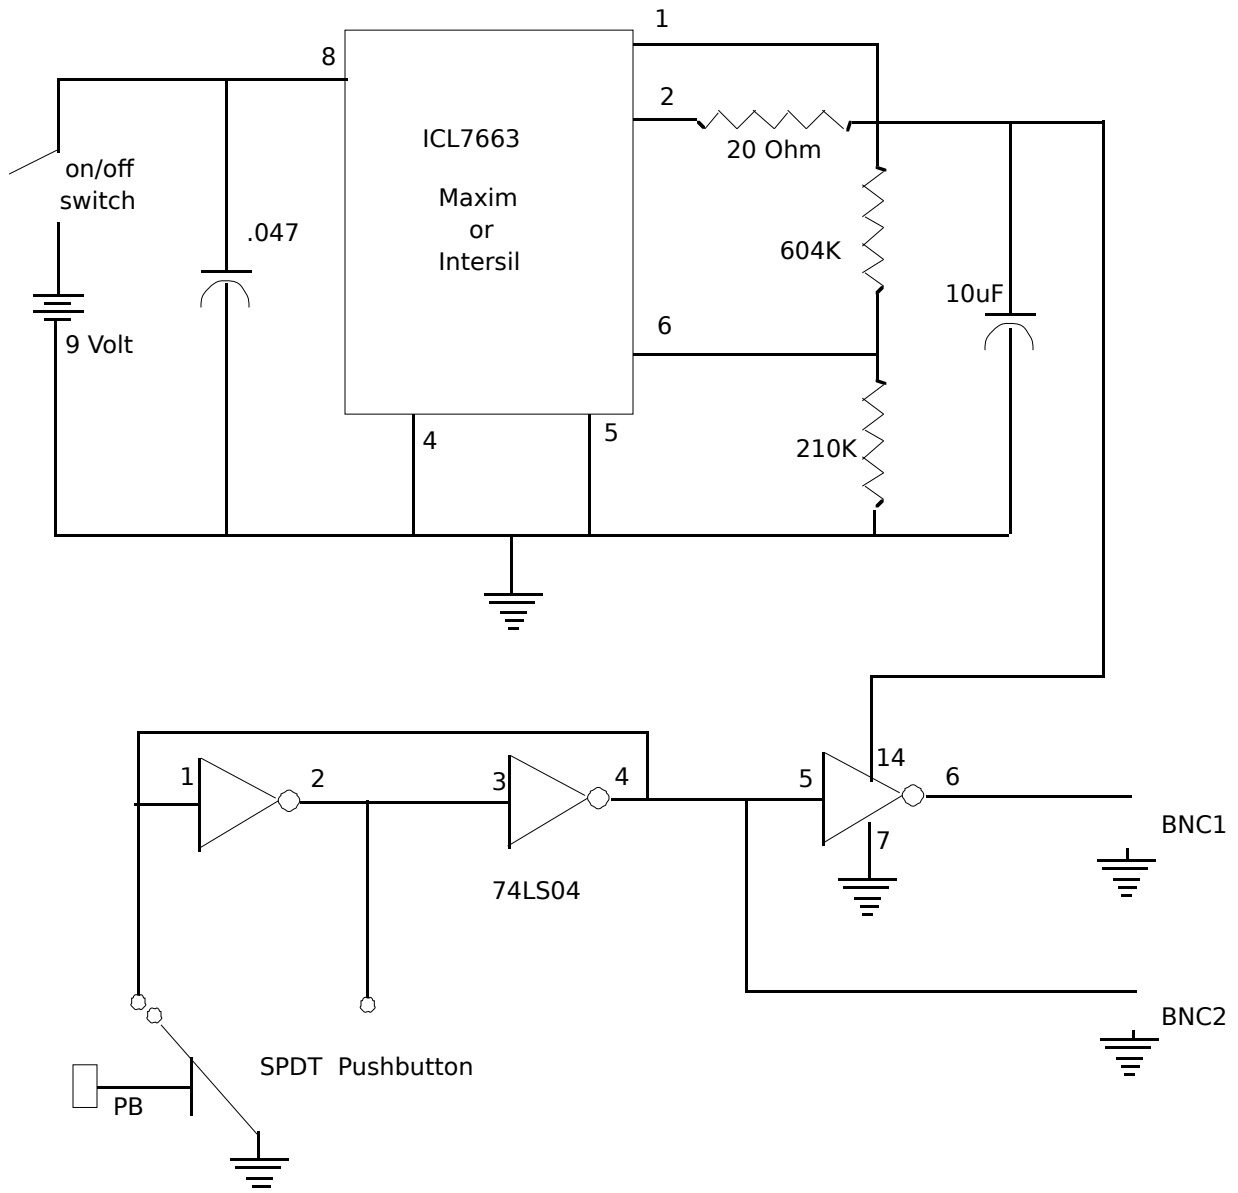 1
8
2
ICL7663
20 Ohm
on/off
switch
Maxim
or
Intersil
.047
604K
10uF
6
9 Volt
4
5
210K
14
1
2
3
4
5
6
7
BNC1
74LS04
BNC2
SPDT Pushbutton
PB